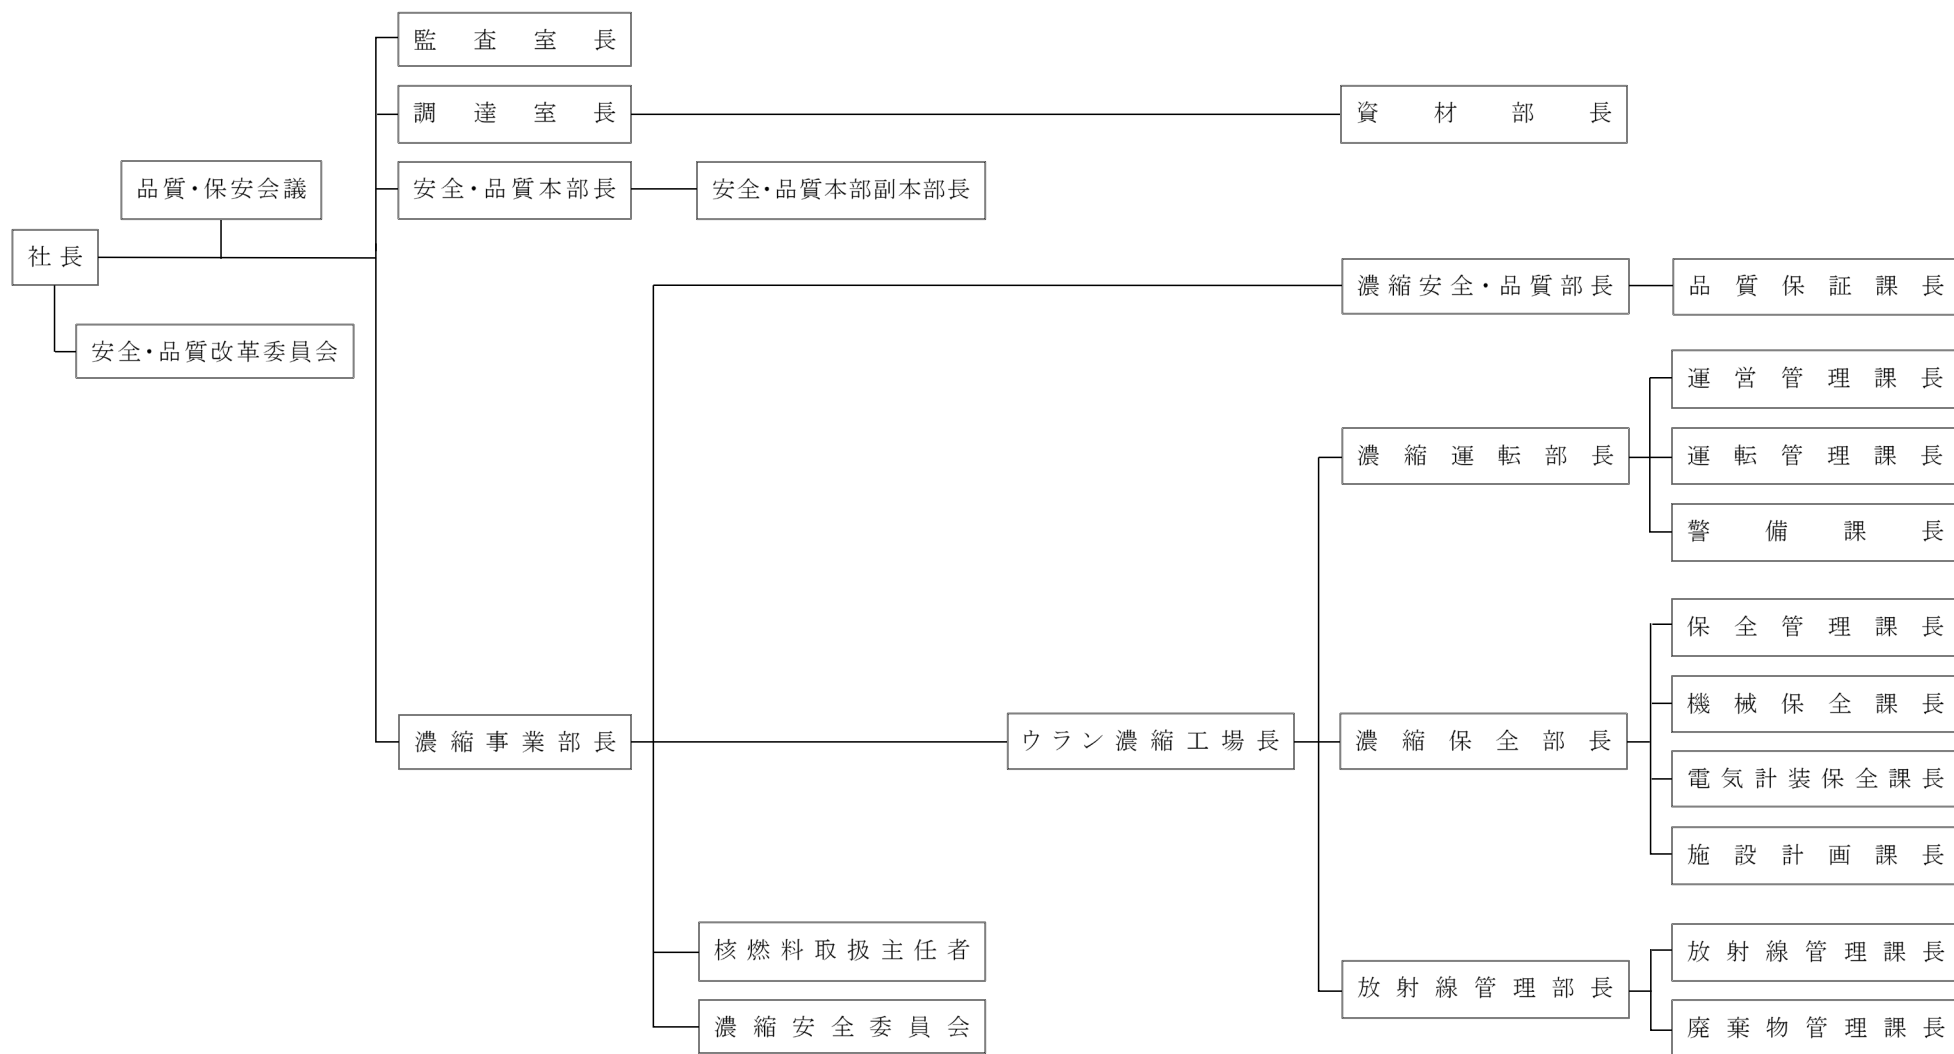 監査室長
調達室長
資材部長
品質・保安会議
安全・品質本部長
安全・品質本部副本部長
社長
濃縮安全・品質部長
品質保証課長
安全・品質改革委員会
運営管理課長
濃縮運転部長
運転管理課長
警備課長
保全管理課長
機械保全課長
濃縮事業部長
ウラン濃縮工場長
濃縮保全部長
電気計装保全課長
施設計画課長
核燃料取扱主任者
放射線管理課長
放射線管理部長
濃縮安全委員会
廃棄物管理課長